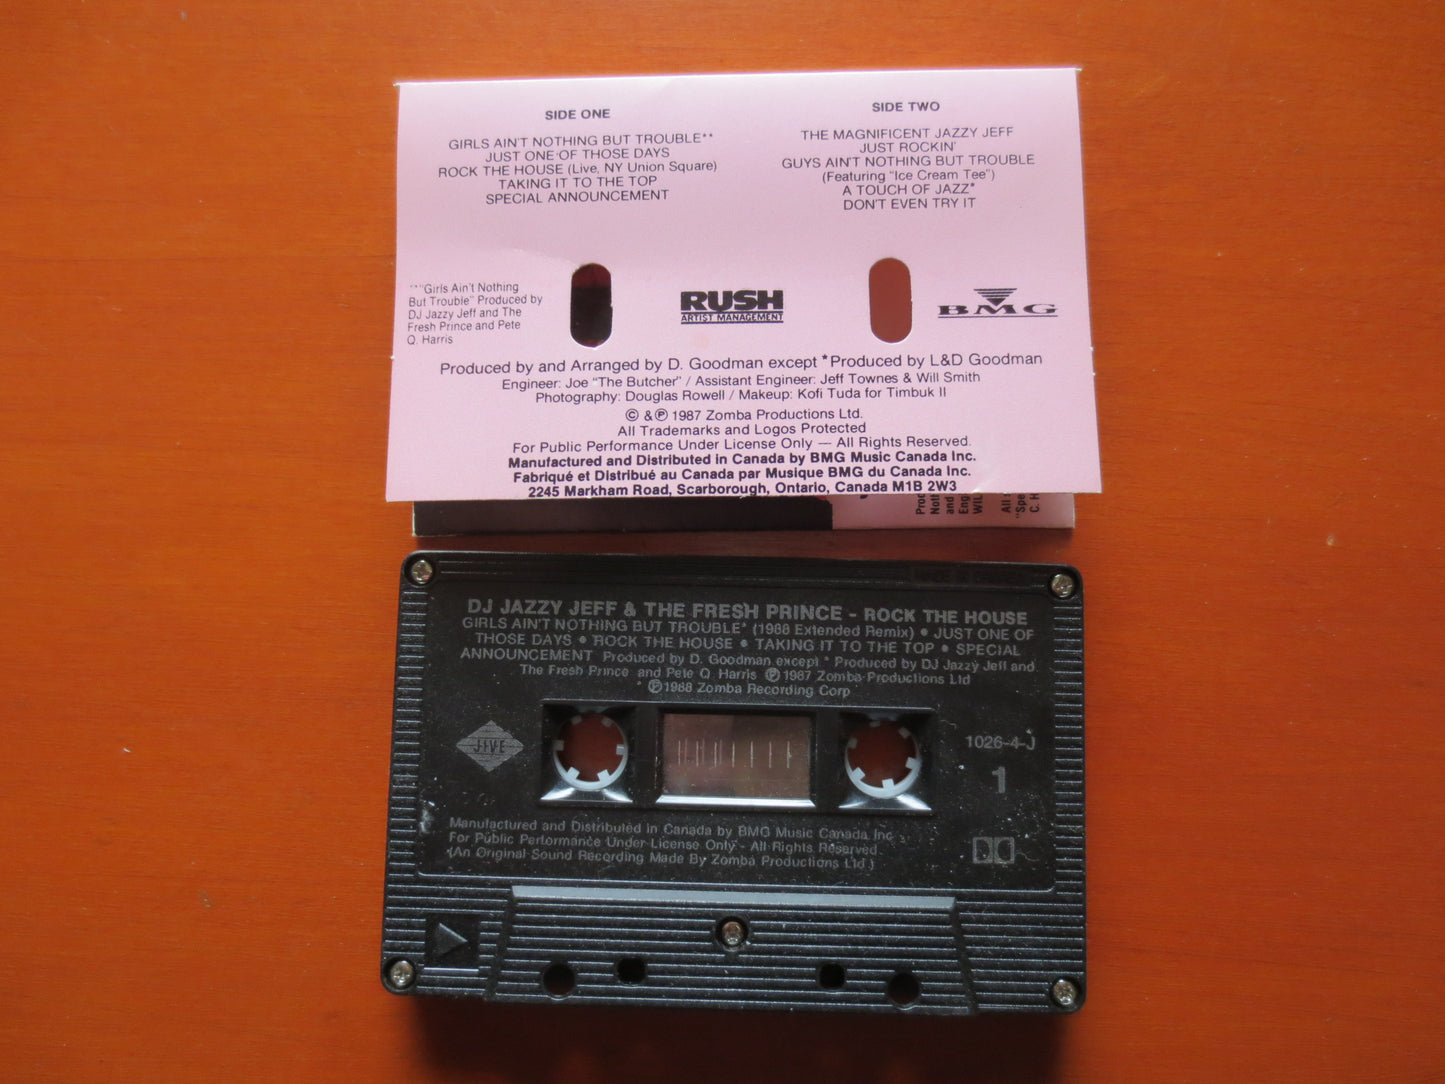 SIDE ONE
GIRLS AIN'T NOTHING BUT TROUBLE**
JUST ONE OF THOSE DAYS
ROCK THE HOUSE (Live, NY Union Square)
TAKING IT TO THE TOP
SPECIAL ANNOUNCEMENT
SIDE TWO
THE MAGNIFICENT JAZZY JEFF
JUST ROCKIN'
GUYS AIN'T NOTHING BUT TROUBLE
(Featuring "Ice Cream Tee")
A TOUCH OF JAZZ*
DON'T EVEN TRY IT
**"Girls Ain't Nothing
But Trouble" Produced by
DJ Jazzy Jeff and The
Fresh Prince and Pete
Q. Harris
RUSH
ARTIST MANAGEMENT
BMG
Produced by and Arranged by D. Goodman except *Produced by L&D Goodman
Engineer: Joe "The Butcher" / Assistant Engineer: Jeff Townes & Will Smith
Photography: Douglas Rowell / Makeup: Kofi Tuda for Timbuk II
© & ℗ 1987 Zomba Productions Ltd.
All Trademarks and Logos Protected
For Public Performance Under License Only — All Rights Reserved.
Manufactured and Distributed in Canada by BMG Music Canada Inc.
Fabriqué et Distribué au Canada par Musique BMG du Canada Inc.
2245 Markham Road, Scarborough, Ontario, Canada M1B 2W3
DJ JAZZY JEFF & THE FRESH PRINCE - ROCK THE HOUSE
GIRLS AIN'T NOTHING BUT TROUBLE* (1988 Extended Remix) • JUST ONE OF
THOSE DAYS • ROCK THE HOUSE • TAKING IT TO THE TOP • SPECIAL
ANNOUNCEMENT Produced by D. Goodman except * Produced by DJ Jazzy Jeff and
The Fresh Prince and Pete Q Harris ℗ 1987 Zomba Productions Ltd
* ℗ 1988 Zomba Recording Corp
JIVE
1026-4-J
1
Manufactured and Distributed in Canada by BMG Music Canada Inc
For Public Performance Under License Only - All Rights Reserved
(An Original Sound Recording Made By Zomba Productions Ltd.)